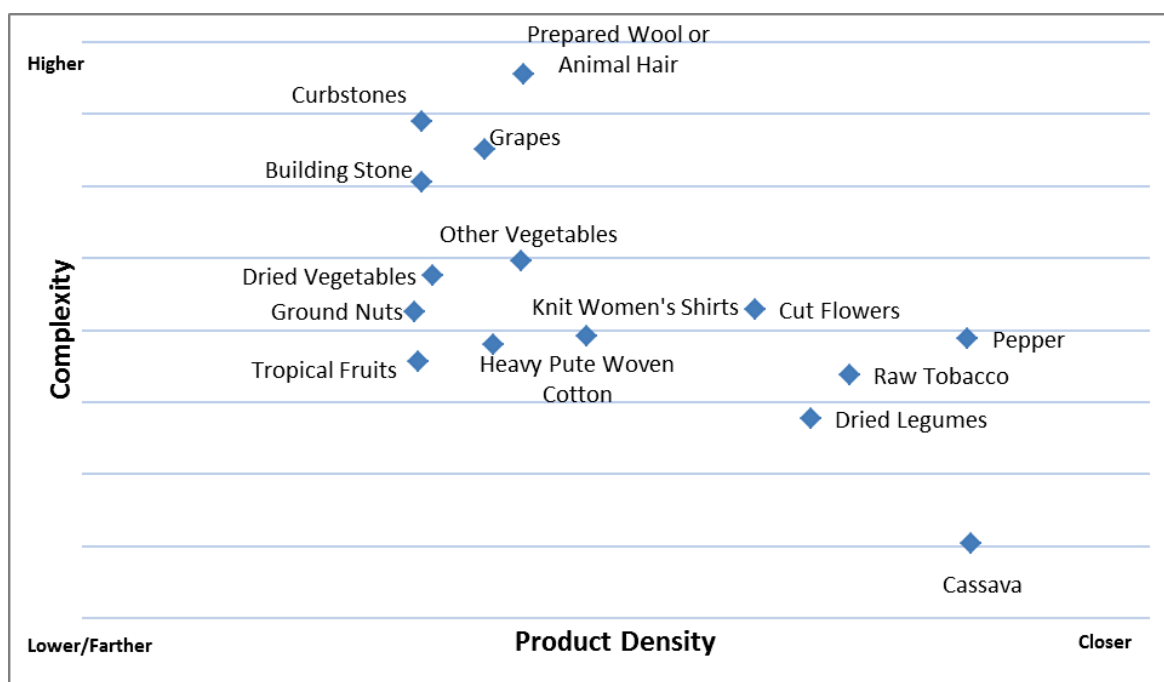 Prepared Wool or
Animal Hair
Higher
Curbstones
Grapes
Building Stone
Other Vegetables
Dried Vegetables
Ground Nuts
Knit Women's Shirts
Cut Flowers
Pepper
Tropical Fruits
Heavy Pute Woven
Cotton
Raw Tobacco
Dried Legumes
Complexity
Cassava
Lower/Farther
Product Density
Closer